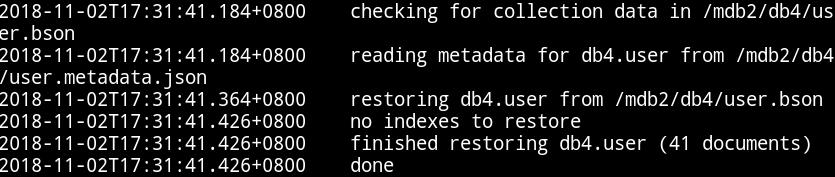 2018-11-02T17:31:41.184+0800    checking for collection data in /mdb2/db4/us
er.bson
2018-11-02T17:31:41.184+0800    reading metadata for db4.user from /mdb2/db4
/user.metadata.json
2018-11-02T17:31:41.364+0800    restoring db4.user from /mdb2/db4/user.bson
2018-11-02T17:31:41.426+0800    no indexes to restore
2018-11-02T17:31:41.426+0800    finished restoring db4.user (41 documents)
2018-11-02T17:31:41.426+0800    done